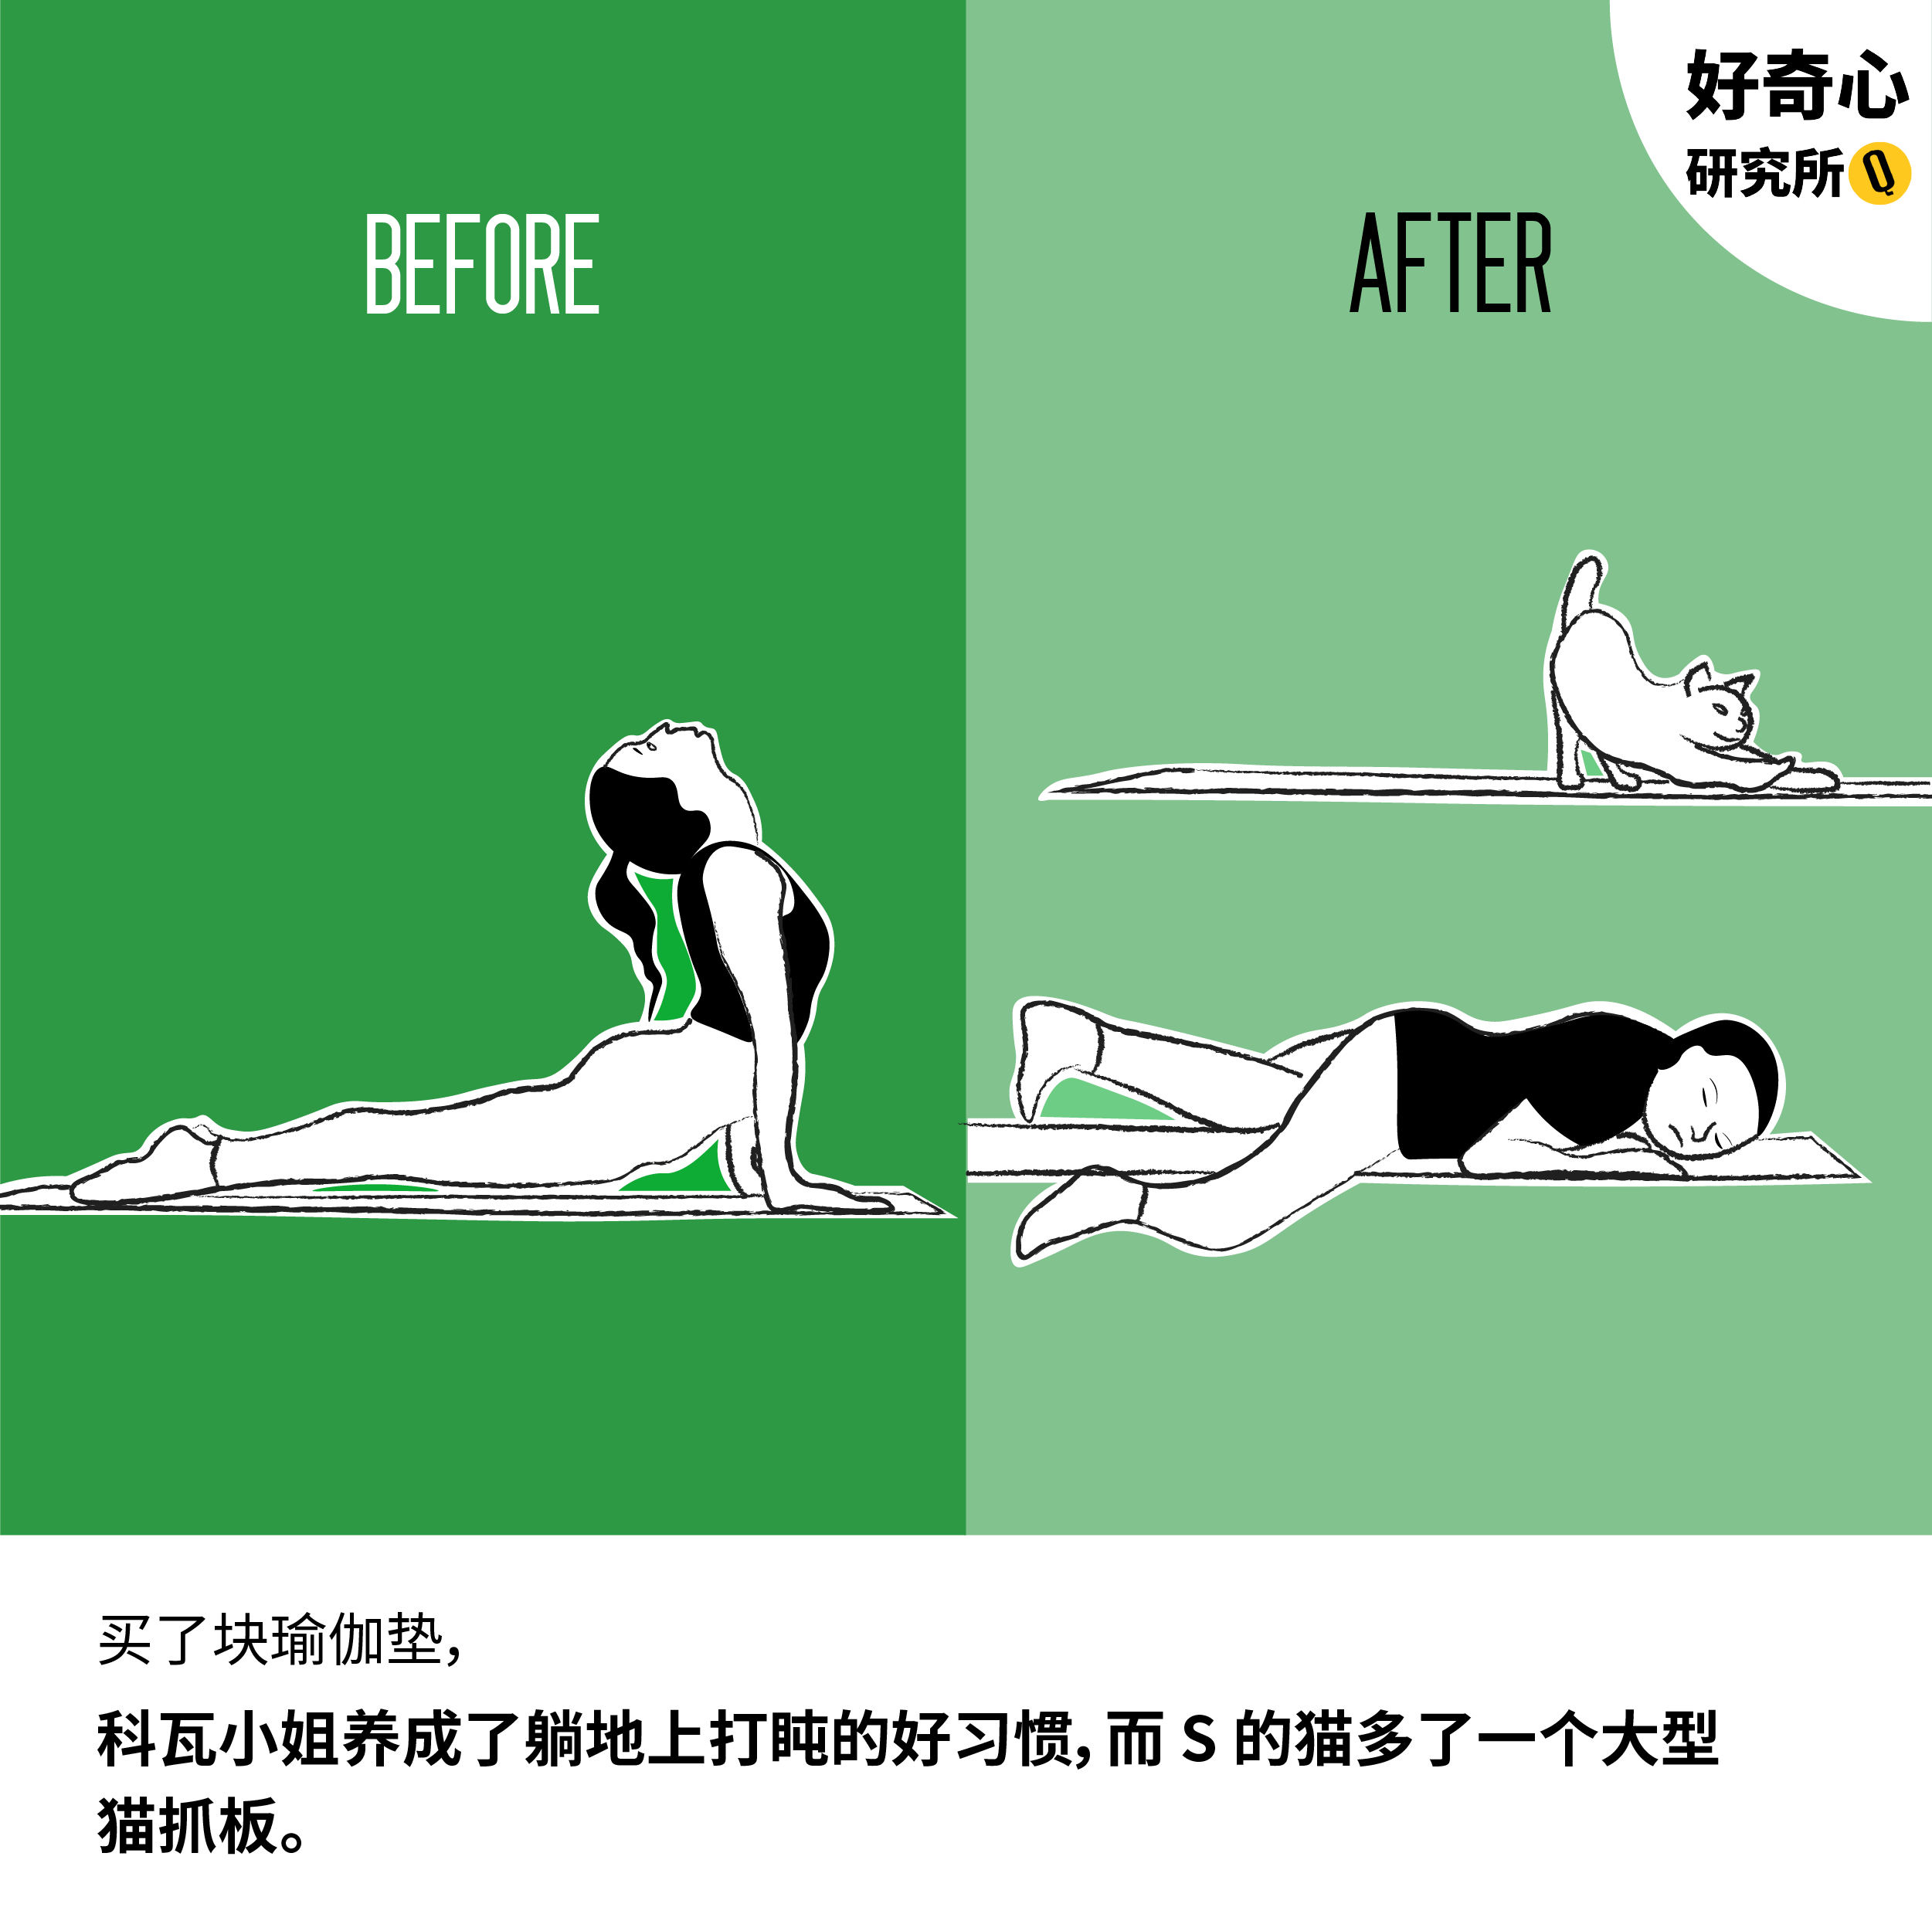 好奇心
研究所Q
BEFORE
AFTER
买了块瑜伽垫，
科瓦小姐养成了躺地上打盹的好习惯，而 S 的猫多了一个大型
猫抓板。